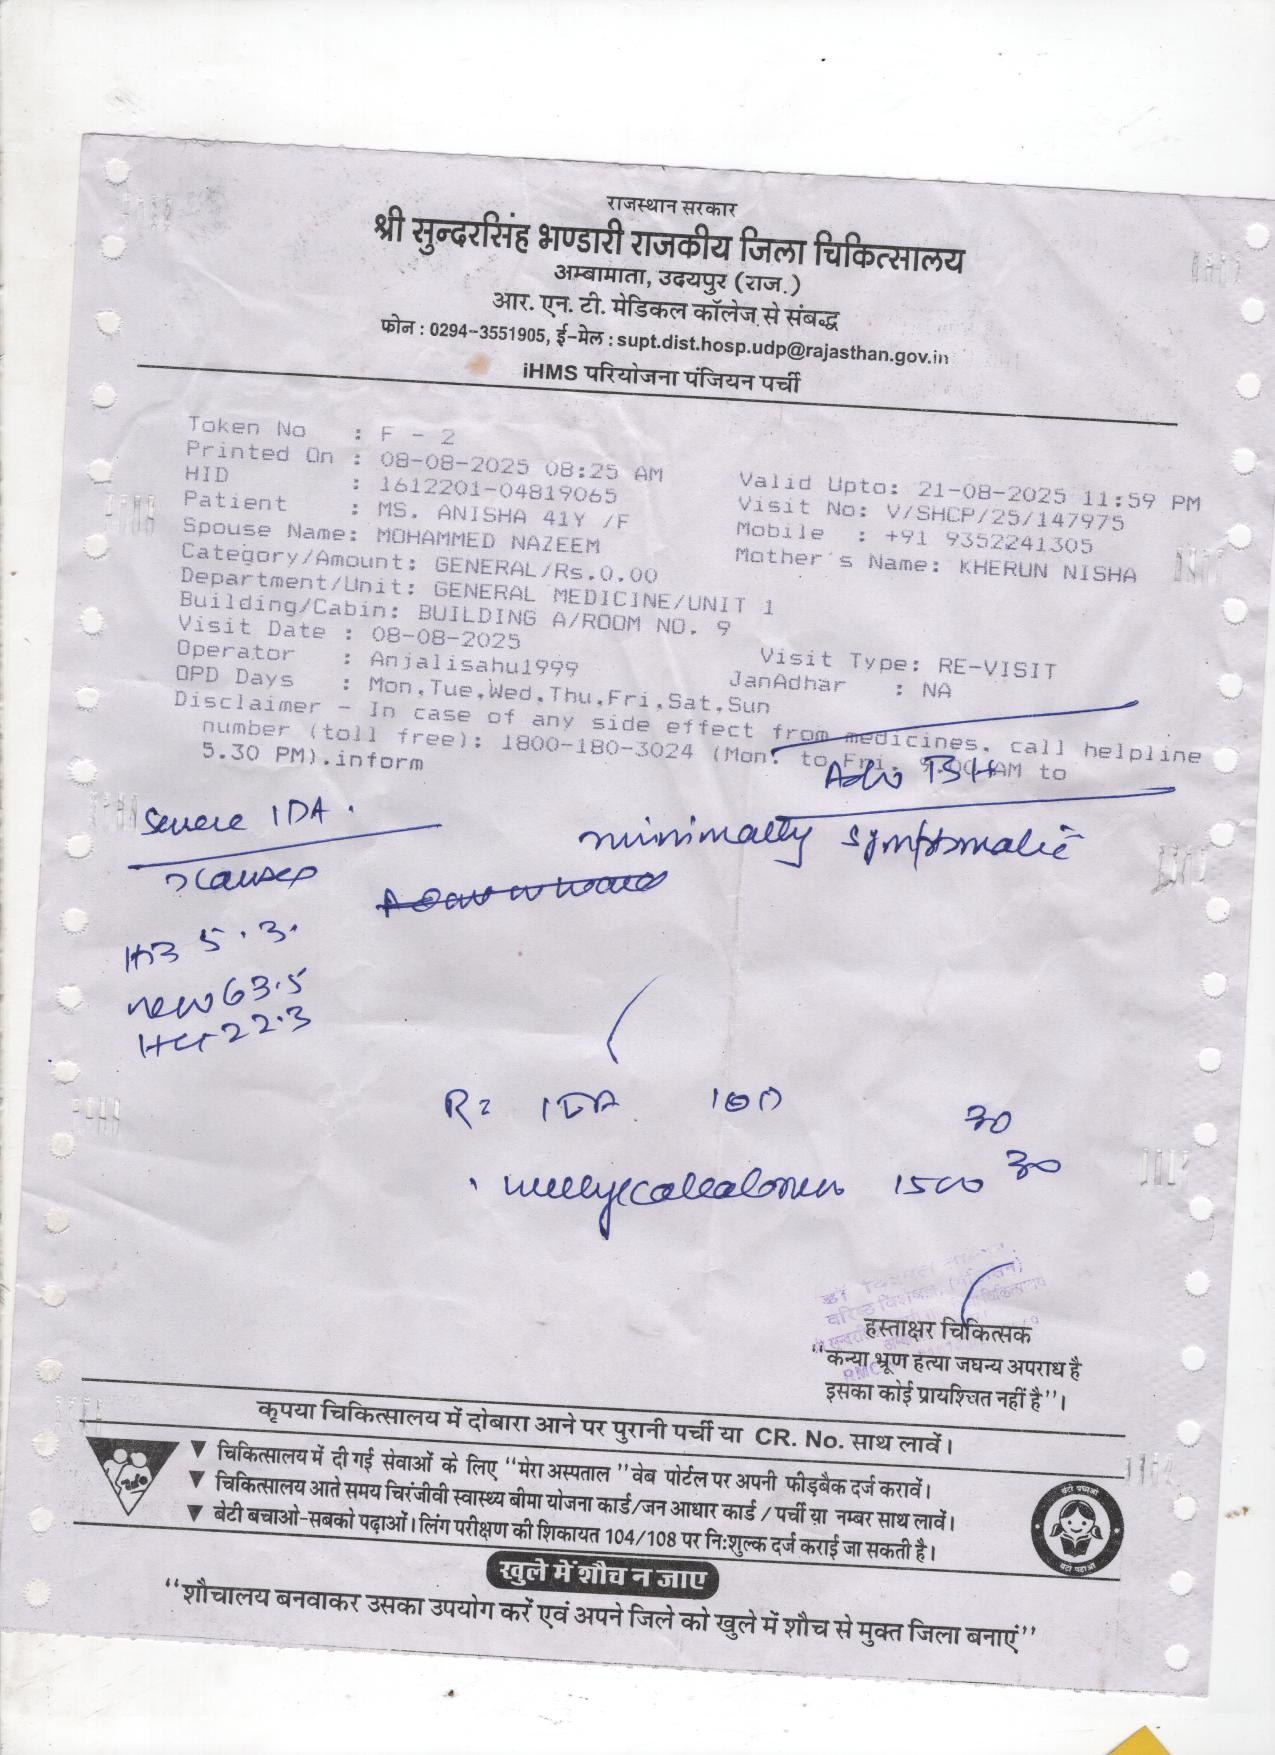 राजस्थान सरकार
श्री सुन्दरसिंह भण्डारी राजकीय जिला चिकित्सालय
अम्बामाता, उदयपुर (राज.)
आर. एन. टी. मेडिकल कॉलेज से संबद्ध
फोन : 0294-3551905, ई-मेल : supt.dist.hosp.udp@rajasthan.gov.in
iHMS परियोजना पंजियन पर्ची
Token No : F - 2
Printed On : 08-08-2025 08:25 AM
Valid Upto: 21-08-2025 11:59 PM
HID : 1612201-04819065
Visit No: V/SHCP/25/147975
Patient : MS. ANISHA 41Y /F
Mobile : +91 9352241305
Spouse Name: MOHAMMED NAZEEM
Mother's Name: KHERUN NISHA
Category/Amount: GENERAL/Rs.0.00
Department/Unit: GENERAL MEDICINE/UNIT 1
Building/Cabin: BUILDING A/ROOM NO. 9
Visit Date : 08-08-2025
Visit Type: RE-VISIT
Operator : Anjalisahu1999
JanAdhar : NA
OPD Days : Mon,Tue,Wed,Thu,Fri,Sat,Sun
Disclaimer - In case of any side effect from medicines, call helpline
number (toll free): 1800-180-3024 (Mon. to Fri. AM to
5.30 PM).inform
Severe IDA.
minimally symptomatic
? causes
HB 5.3.
63.5
Hct 22.3
30
1500 30
हस्ताक्षर चिकित्सक
"कन्या भ्रूण हत्या जघन्य अपराध है
इसका कोई प्रायश्चित नहीं है"।
कृपया चिकित्सालय में दोबारा आने पर पुरानी पर्ची या CR. No. साथ लावें।
▼ चिकित्सालय में दी गई सेवाओं के लिए "मेरा अस्पताल" वेब पोर्टल पर अपनी फीड़बैक दर्ज करावें।
▼ चिकित्सालय आते समय चिरंजीवी स्वास्थ्य बीमा योजना कार्ड/जन आधार कार्ड / पर्ची या नम्बर साथ लावें।
▼ बेटी बचाओ-सबको पढ़ाओं। लिंग परीक्षण की शिकायत 104/108 पर निःशुल्क दर्ज कराई जा सकती है।
खुले में शौच न जाए
"शौचालय बनवाकर उसका उपयोग करें एवं अपने जिले को खुले में शौच से मुक्त जिला बनाएं"